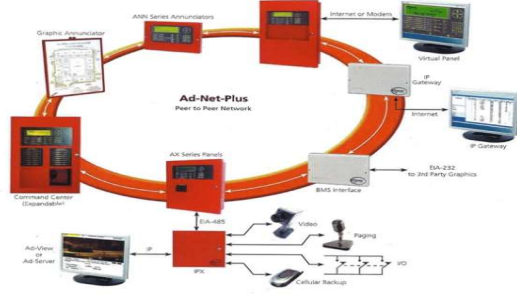 ANN Series Annunciators
Internet or Modem
Graphic Annunciator
Virtual Panel
IP
Gateway
Ad-Net-Plus
Peer to Peer Network
Internet
IP-Gateway
AX Series Panels
EIA-232
to 3rd Party Graphics
BMS Interface
Command Center
(Expandable)
EIA-485
Video
Paging
Ad-View
or
Ad-Server
IP
I/O
IPX
Cellular Backup